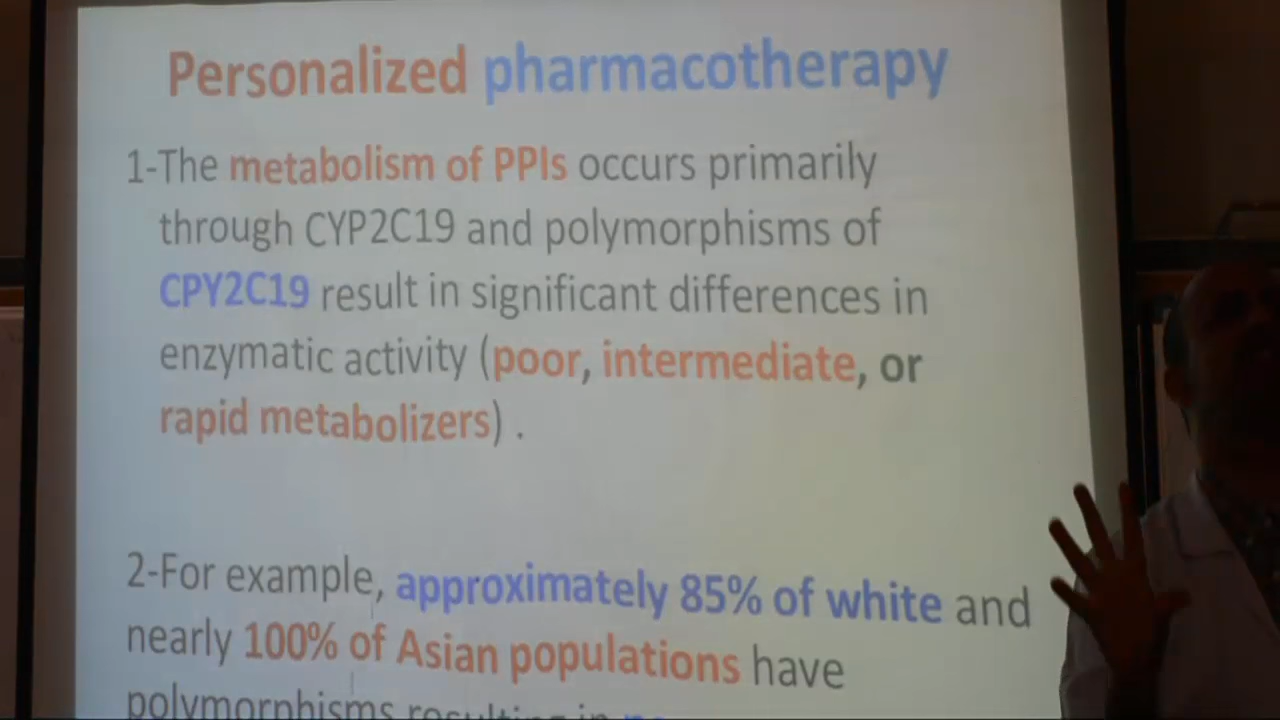 Personalized pharmacotherapy
1-The metabolism of PPIs occurs primarily
through CYP2C19 and polymorphisms of
CPY2C19 result in significant differences in
enzymatic activity (poor, intermediate, or
rapid metabolizers) .
2-For example, approximately 85% of white and
nearly 100% of Asian populations have
polymorphisms resulting in